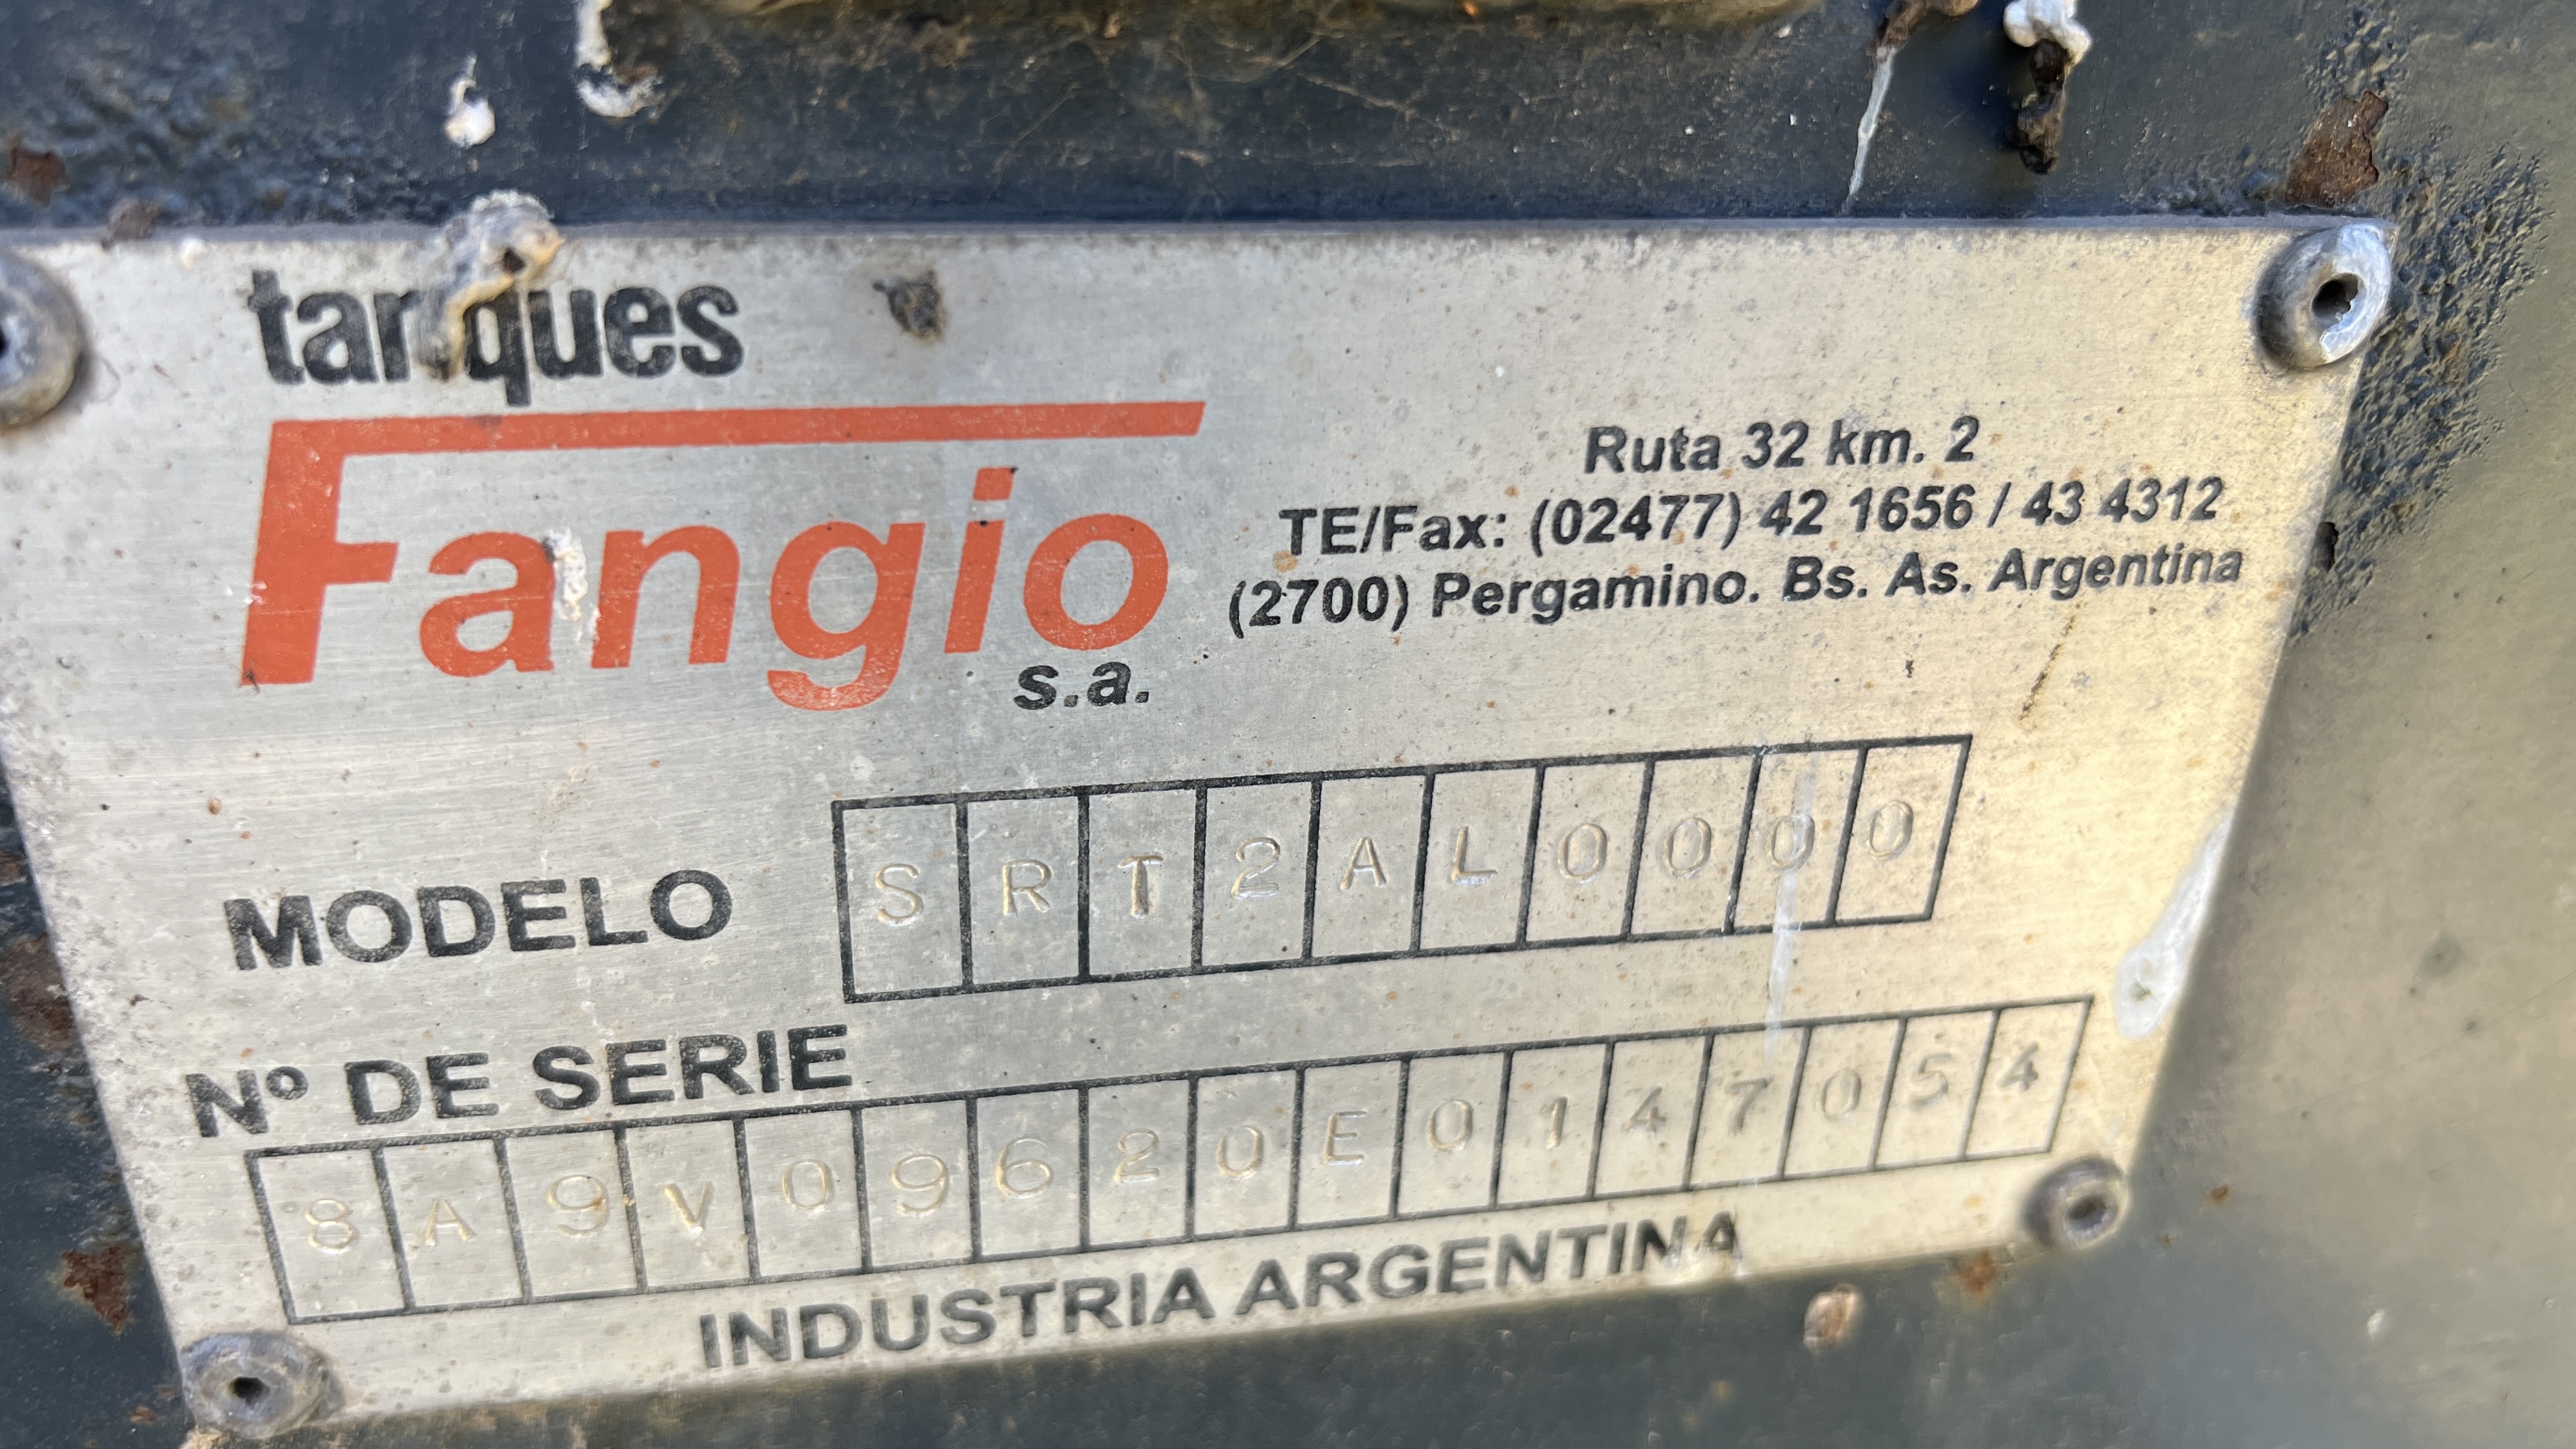 tanques
Fangio
s.a.
Ruta 32 km. 2
TE/Fax: (02477) 42 1656 / 43 4312
(2700) Pergamino. Bs. As. Argentina
MODELO SRT2AL0000
Nº DE SERIE
8A9V09620E0147054
INDUSTRIA ARGENTINA